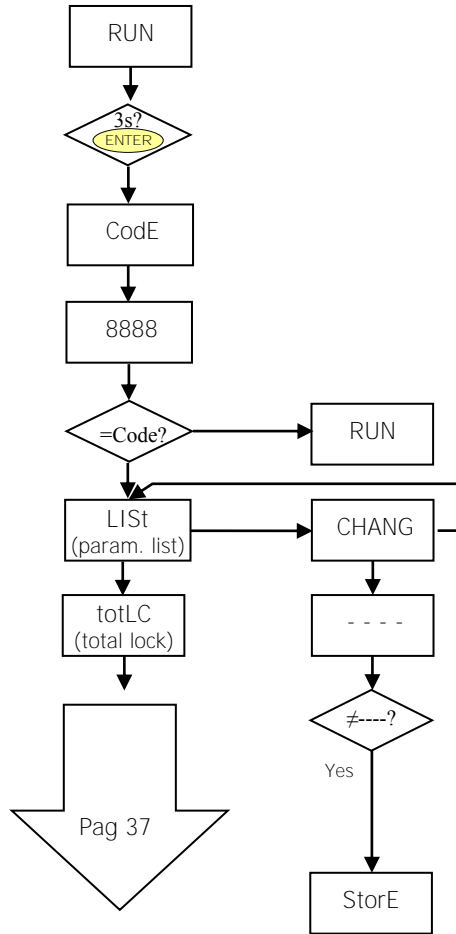 RUN
3s?
ENTER
CodE
8888
=Code?
RUN
LISt
(param. list)
CHANG
totLC
(total lock)
- - - -
≠----?
Yes
Pag 37
StorE